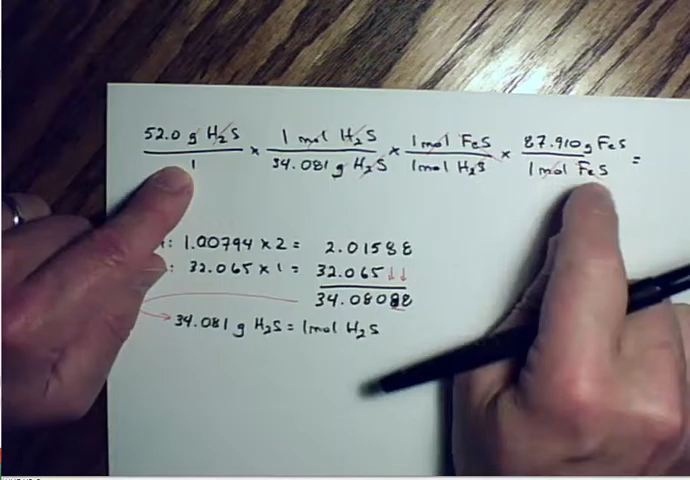 52.0 g H₂S / 1 × 1 mol H₂S / 34.081 g H₂S × 1 mol FeS / 1 mol H₂S × 87.910 g FeS / 1 mol FeS =
: 1.00794 × 2 = 2.01588
: 32.065 × 1 = 32.065↓↓
34.08088
→ 34.081 g H₂S = 1 mol H₂S